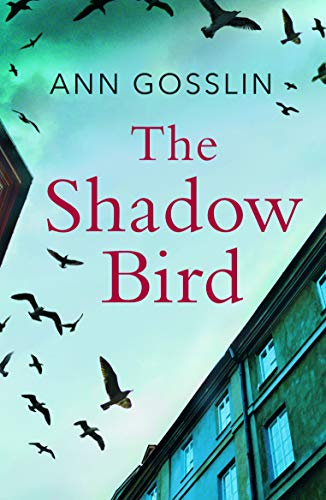 ANN GOSSLIN
The
Shadow
Bird